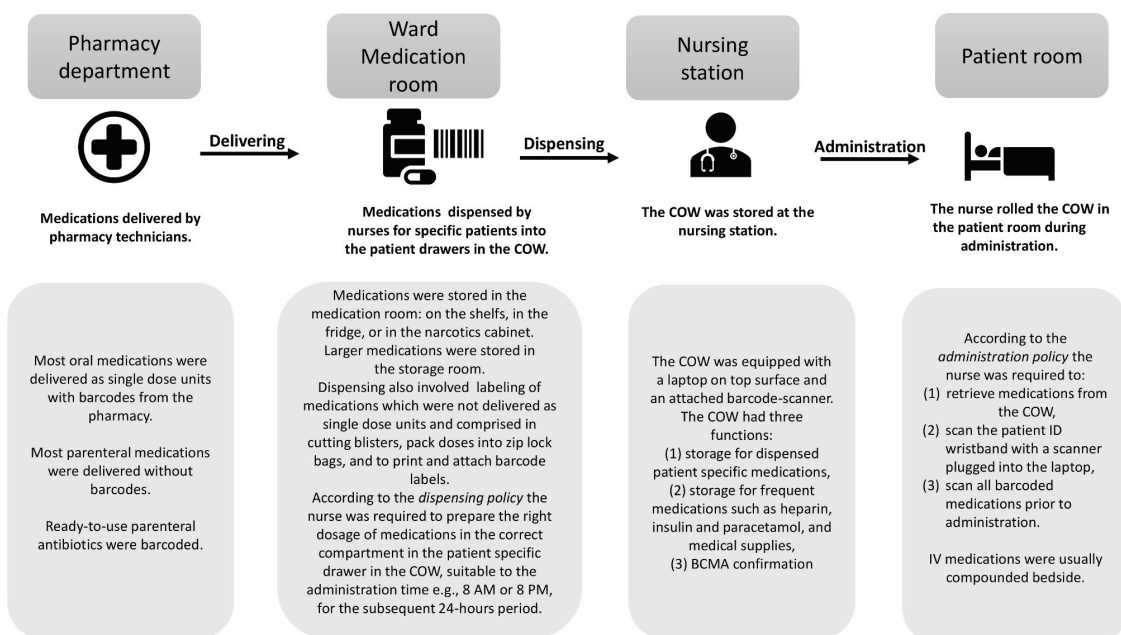 Pharmacy
department
Ward
Medication
room
Nursing
station
Patient room
Delivering
Dispensing
Administration
Medications delivered by
pharmacy technicians.
Medications dispensed by
nurses for specific patients into
the patient drawers in the COW.
The COW was stored at the
nursing station.
The nurse rolled the COW in
the patient room during
administration.
Most oral medications were
delivered as single dose units
with barcodes from the
pharmacy.
Most parenteral medications
were delivered without
barcodes.
Ready-to-use parenteral
antibiotics were barcoded.
Medications were stored in the
medication room: on the shelfs, in the
fridge, or in the narcotics cabinet.
Larger medications were stored in
the storage room.
Dispensing also involved labeling of
medications which were not delivered as
single dose units and comprised in
cutting blisters, pack doses into zip lock
bags, and to print and attach barcode
labels.
According to the dispensing policy the
nurse was required to prepare the right
dosage of medications in the correct
compartment in the patient specific
drawer in the COW, suitable to the
administration time e.g., 8 AM or 8 PM,
for the subsequent 24-hours period.
The COW was equipped with
a laptop on top surface and
an attached barcode-scanner.
The COW had three
functions:
(1) storage for dispensed
patient specific medications,
(2) storage for frequent
medications such as heparin,
insulin and paracetamol, and
medical supplies,
(3) BCMA confirmation
According to the
administration policy the
nurse was required to:
(1) retrieve medications from
the COW,
(2) scan the patient ID
wristband with a scanner
plugged into the laptop,
(3) scan all barcoded
medications prior to
administration.
IV medications were usually
compounded bedside.